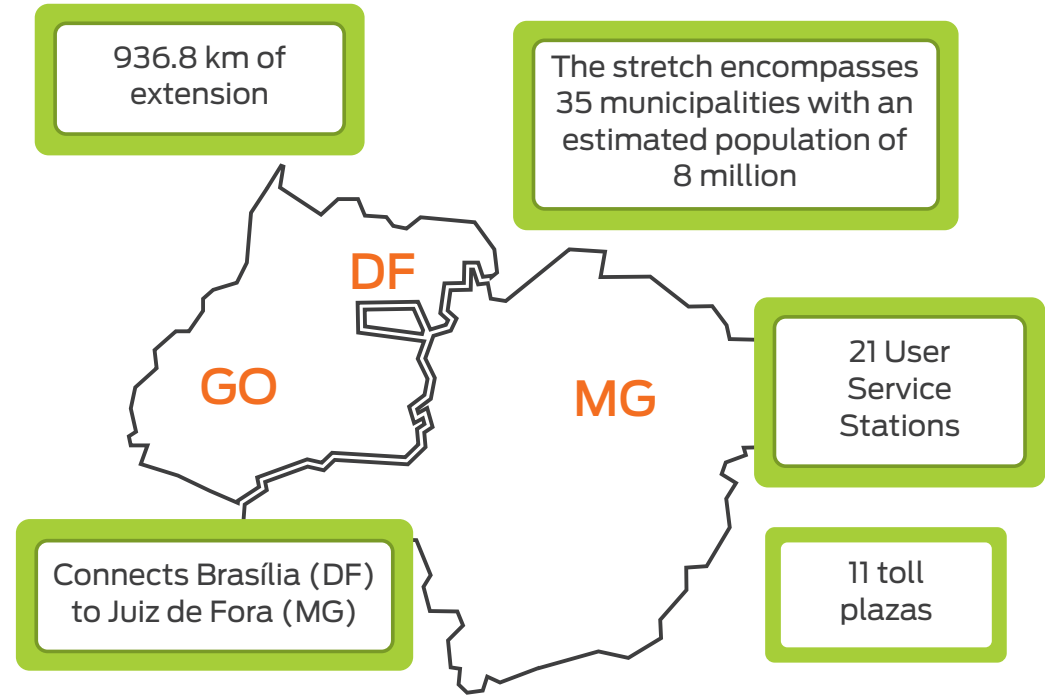 936.8 km of
extension
The stretch encompasses
35 municipalities with an
estimated population of
8 million
DF
GO
MG
21 User
Service
Stations
Connects Brasília (DF)
to Juiz de Fora (MG)
11 toll
plazas